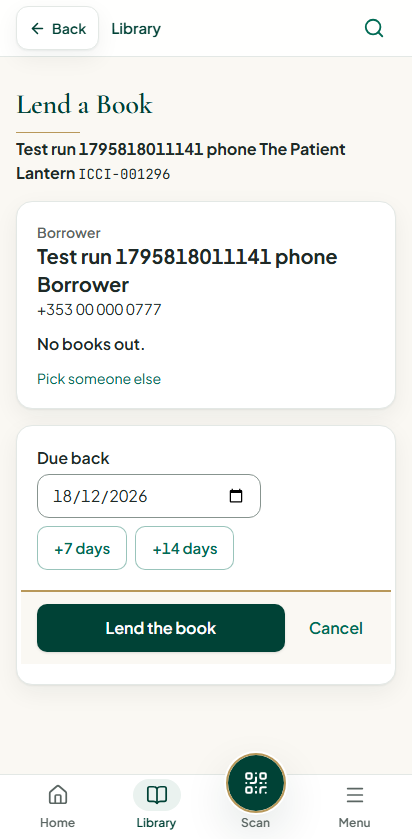 Back Library
Lend a Book
Test run 1795818011141 phone The Patient
Lantern ICCI-001296
Borrower
Test run 1795818011141 phone
Borrower
+353 00 000 0777
No books out.
Pick someone else
Due back
18/12/2026
+7 days +14 days
Lend the book Cancel
Home Library Scan Menu